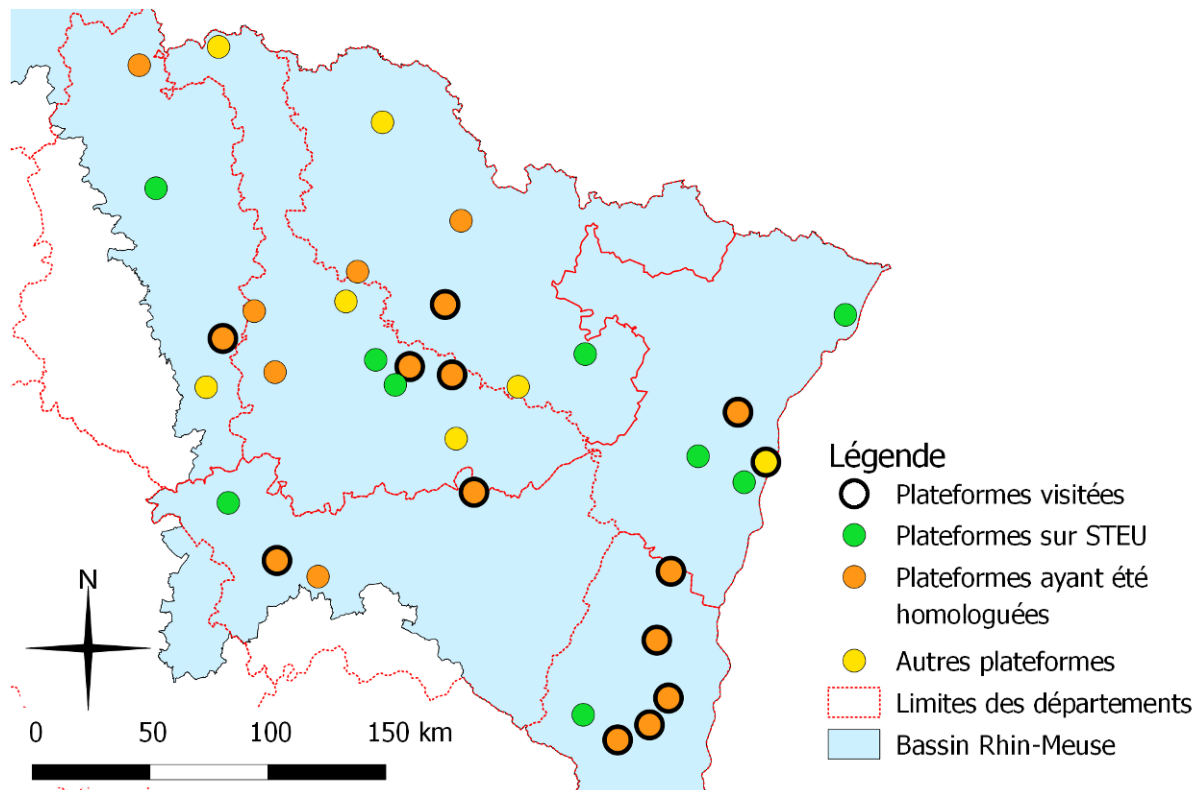 Légende
Plateformes visitées
Plateformes sur STEU
Plateformes ayant été
homologuées
Autres plateformes
Limites des départements
Bassin Rhin-Meuse
N
0 50 100 150 km